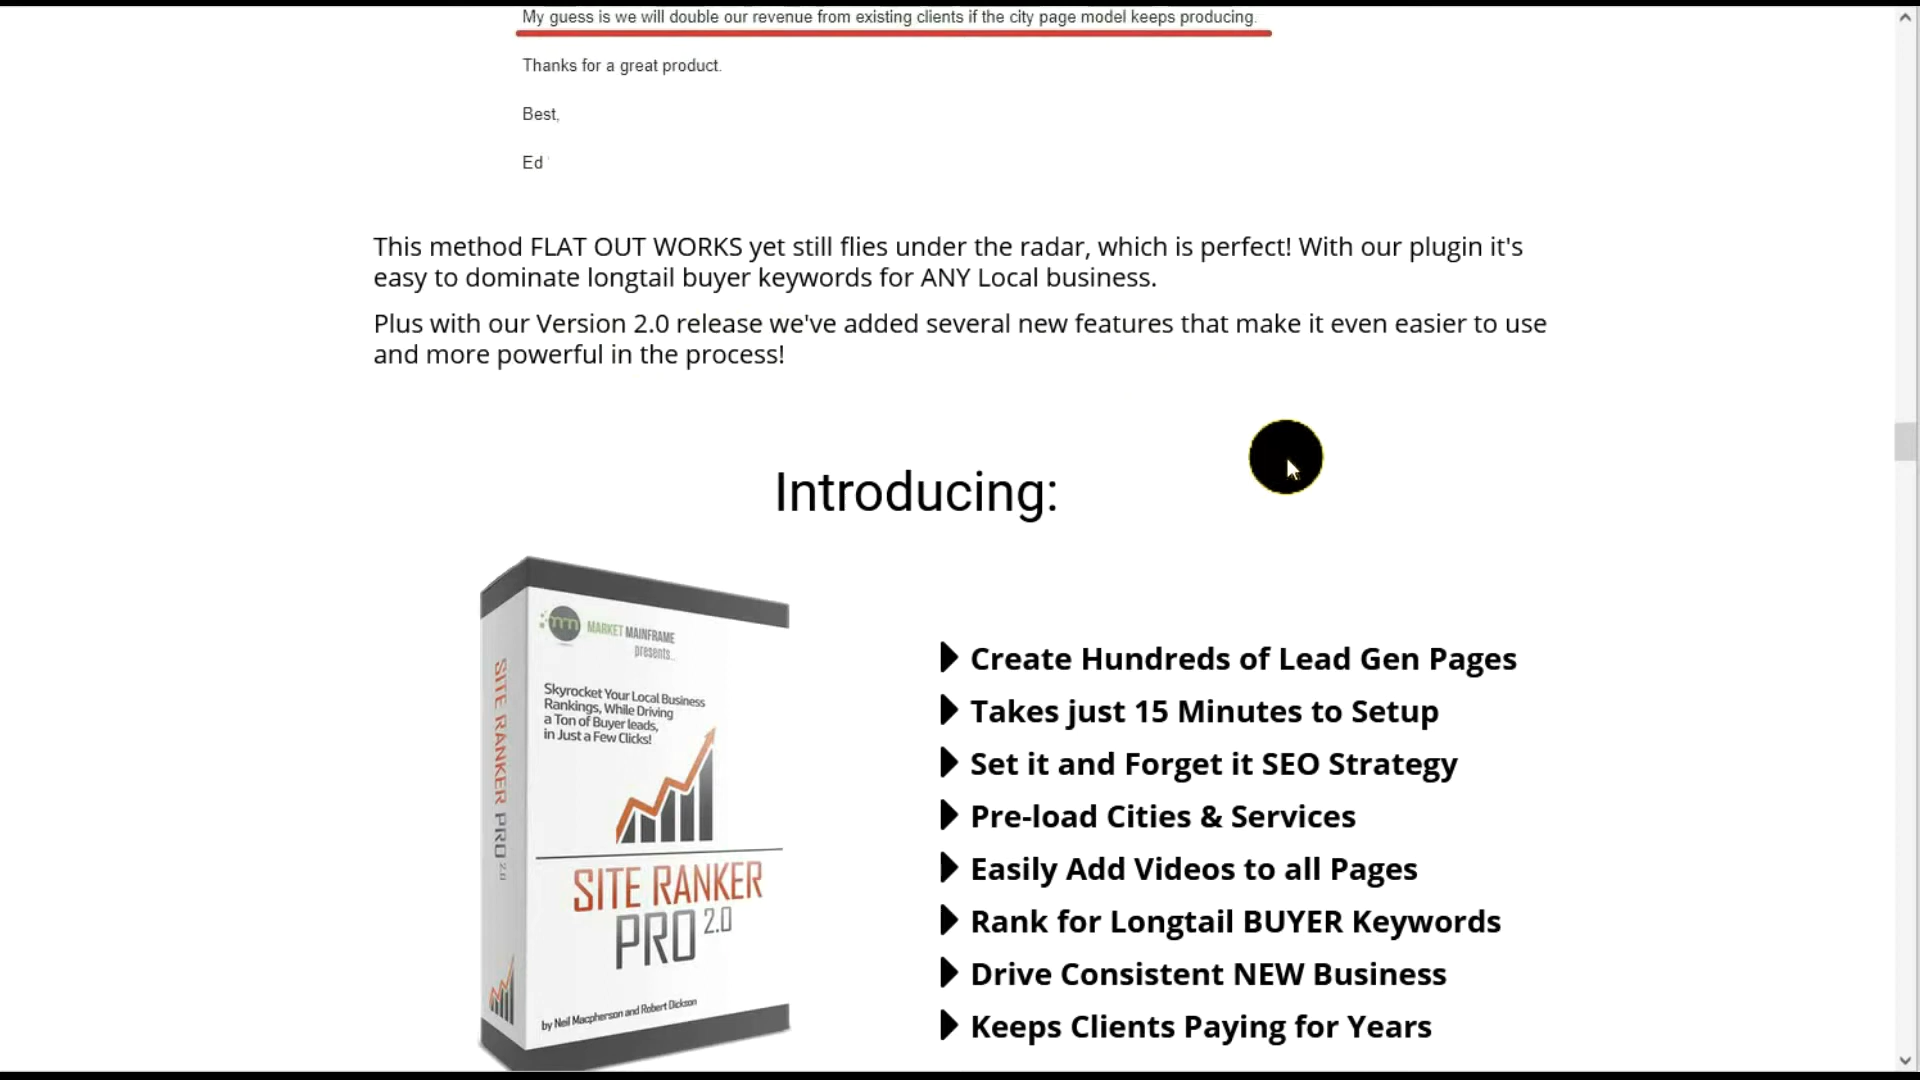 My guess is we will double our revenue from existing clients if the city page model keeps producing.
Thanks for a great product.
Best,
Ed
This method FLAT OUT WORKS yet still flies under the radar, which is perfect! With our plugin it's
easy to dominate longtail buyer keywords for ANY Local business.
Plus with our Version 2.0 release we've added several new features that make it even easier to use
and more powerful in the process!
Introducing:
mm
MARKET MAINFRAME
presents...
Skyrocket Your Local Business
Rankings, While Driving
a Ton of Buyer leads,
in Just a Few Clicks!
SITE RANKER
PRO 2.0
by Neil Macpherson and Robert Dickson
SITE RANKER PRO 2.0
Create Hundreds of Lead Gen Pages
Takes just 15 Minutes to Setup
Set it and Forget it SEO Strategy
Pre-load Cities & Services
Easily Add Videos to all Pages
Rank for Longtail BUYER Keywords
Drive Consistent NEW Business
Keeps Clients Paying for Years